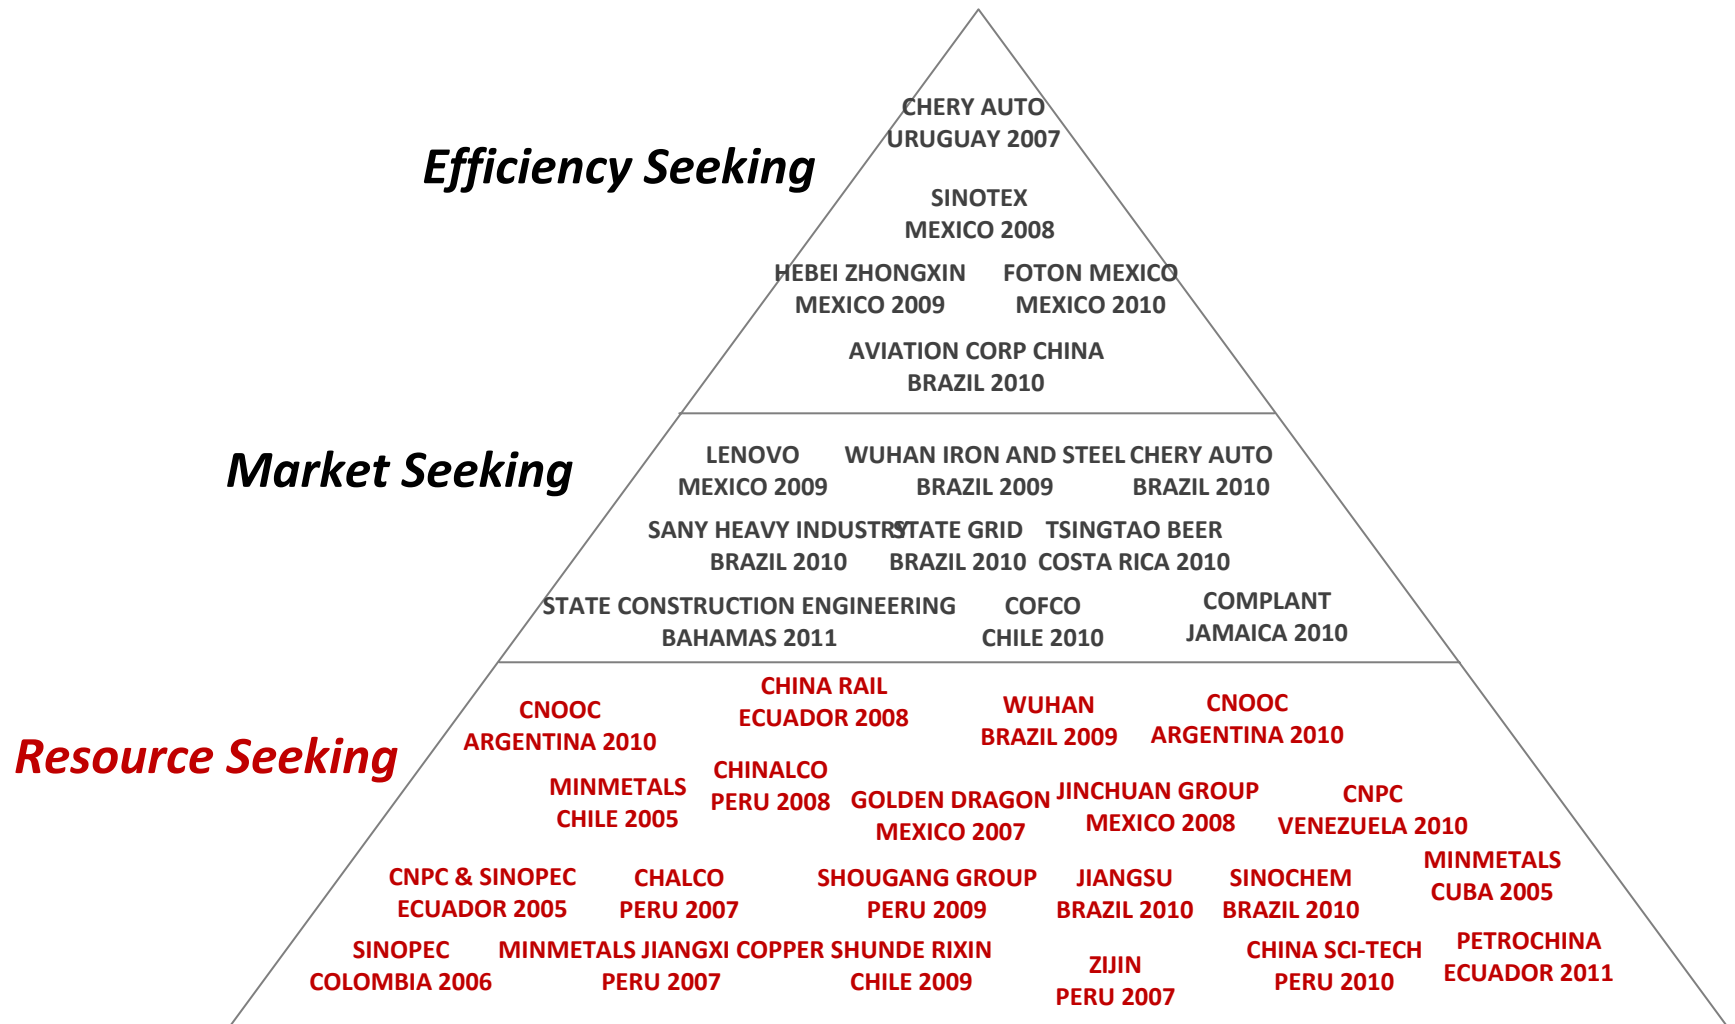 CHERY AUTO
URUGUAY 2007
Efficiency Seeking
SINOTEX
MEXICO 2008
HEBEI ZHONGXIN
MEXICO 2009
FOTON MEXICO
MEXICO 2010
AVIATION CORP CHINA
BRAZIL 2010
Market Seeking
LENOVO
MEXICO 2009
WUHAN IRON AND STEEL
BRAZIL 2009
CHERY AUTO
BRAZIL 2010
SANY HEAVY INDUSTRY
BRAZIL 2010
STATE GRID
BRAZIL 2010
TSINGTAO BEER
COSTA RICA 2010
STATE CONSTRUCTION ENGINEERING
BAHAMAS 2011
COFCO
CHILE 2010
COMPLANT
JAMAICA 2010
Resource Seeking
CNOOC
ARGENTINA 2010
CHINA RAIL
ECUADOR 2008
WUHAN
BRAZIL 2009
CNOOC
ARGENTINA 2010
MINMETALS
CHILE 2005
CHINALCO
PERU 2008
GOLDEN DRAGON
MEXICO 2007
JINCHUAN GROUP
MEXICO 2008
CNPC
VENEZUELA 2010
CNPC & SINOPEC
ECUADOR 2005
CHALCO
PERU 2007
SHOUGANG GROUP
PERU 2009
JIANGSU
BRAZIL 2010
SINOCHEM
BRAZIL 2010
MINMETALS
CUBA 2005
SINOPEC
COLOMBIA 2006
MINMETALS JIANGXI COPPER
PERU 2007
SHUNDE RIXIN
CHILE 2009
ZIJIN
PERU 2007
CHINA SCI-TECH
PERU 2010
PETROCHINA
ECUADOR 2011